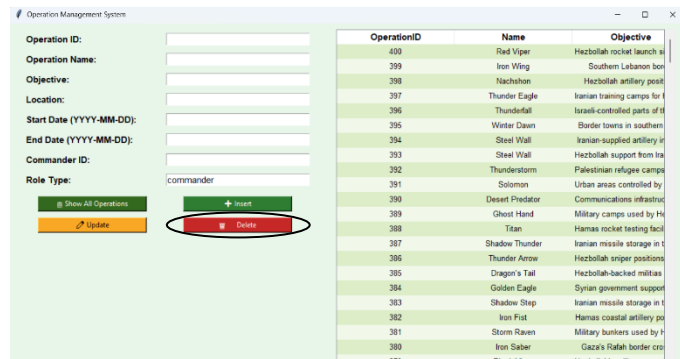 Operation Management System
Operation ID:
Operation Name:
Objective:
Location:
Start Date (YYYY-MM-DD):
End Date (YYYY-MM-DD):
Commander ID:
Role Type: commander
Show All Operations + Insert
Update Delete
OperationID Name Objective
400 Red Viper Hezbollah rocket launch si
399 Iron Wing Southern Lebanon bor
398 Nachshon Hezbollah artillery posit
397 Thunder Eagle Iranian training camps for
396 Thunderfall Israeli-controlled parts of t
395 Winter Dawn Border towns in southern
394 Steel Wall Iranian-supplied artillery in
393 Steel Wall Hezbollah support from Ira
392 Thunderstorm Palestinian refugee camps
391 Solomon Urban areas controlled by
390 Desert Predator Communications infrastruc
389 Ghost Hand Military camps used by He
388 Titan Hamas rocket testing facil
387 Shadow Thunder Iranian missile storage in t
386 Thunder Arrow Hezbollah sniper positions
385 Dragon's Tail Hezbollah-backed militias
384 Golden Eagle Syrian government support
383 Shadow Step Iranian missile storage in t
382 Iron Fist Hamas coastal artillery po
381 Storm Raven Military bunkers used by H
380 Iron Saber Gaza's Rafah border cro